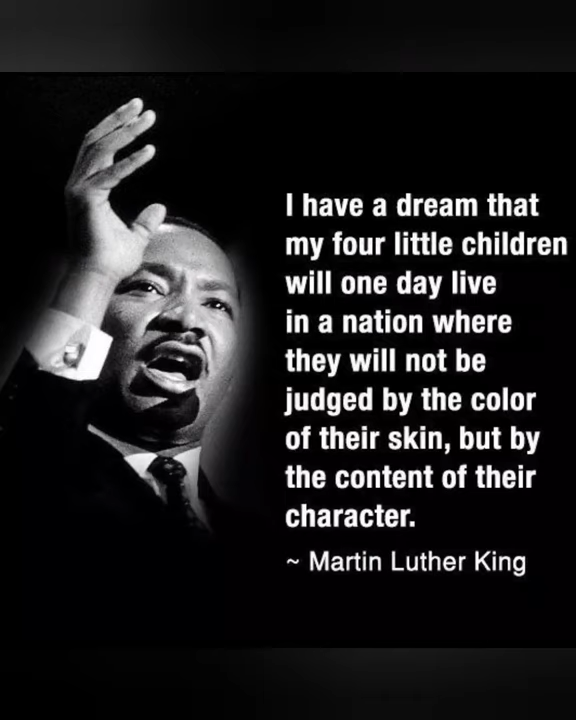 I have a dream that
my four little children
will one day live
in a nation where
they will not be
judged by the color
of their skin, but by
the content of their
character.
~ Martin Luther King